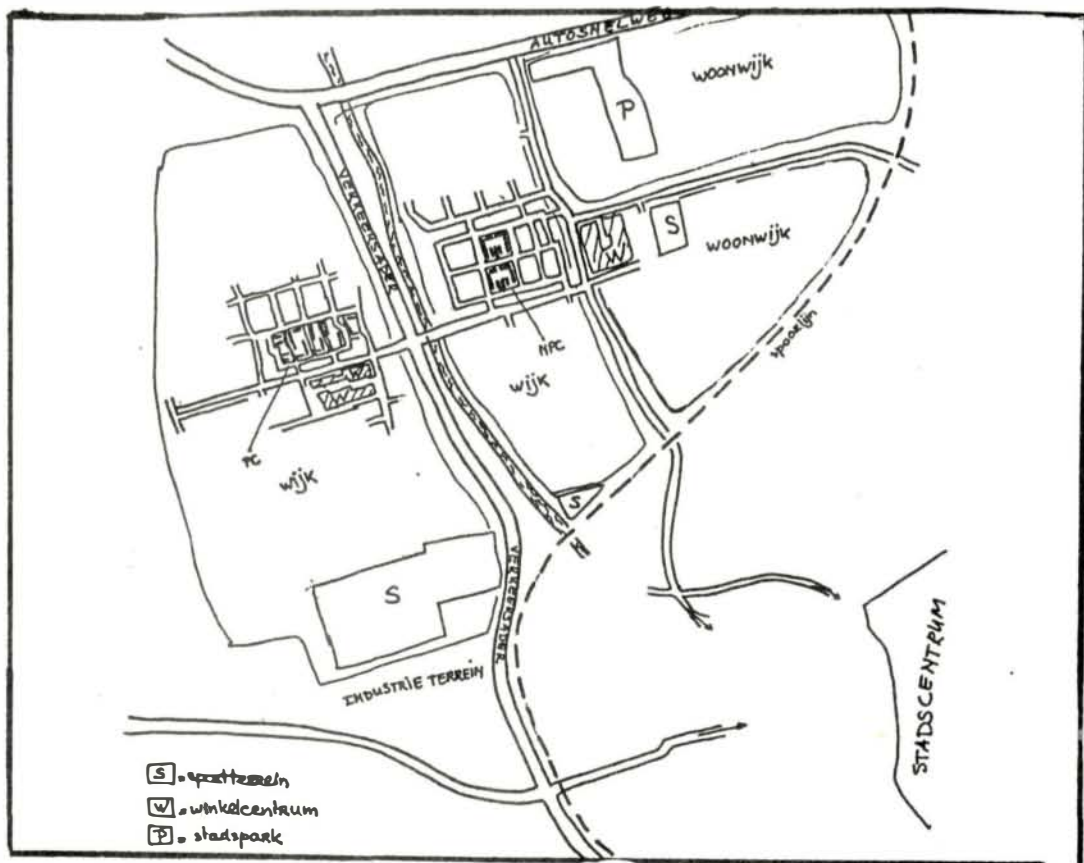 AUTOSNELWEG
WOONWIJK
P
VERKEERSADER
S
WOONWIJK
W
spoorlijn
NPC
W
W
wijk
PC
wijk
S
S
VERKEERSADER
INDUSTRIE TERREIN
STADSCENTRUM
S = sportterrein
W = winkelcentrum
P = stadspark